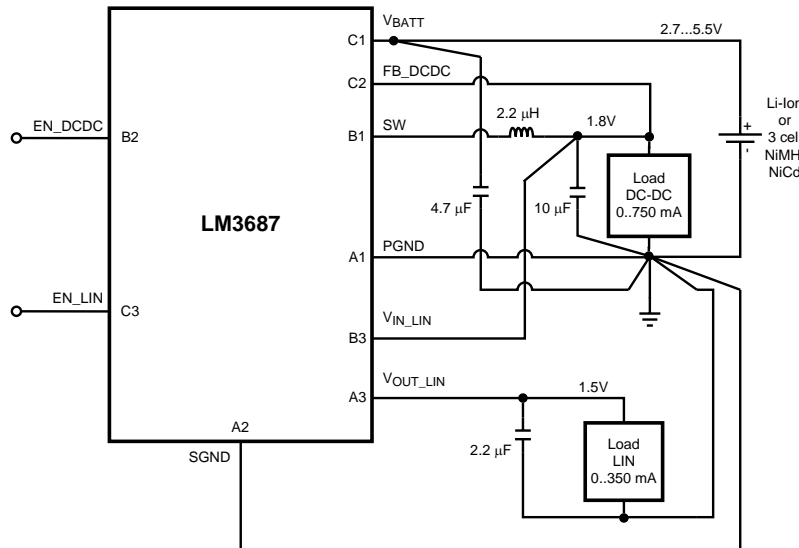 VBATT
C1
2.7...5.5V
FB_DCDC
C2
Li-Ion
or
3 cell
NiMH
NiCd
+
-
2.2 µH
1.8V
EN_DCDC
B2
SW
B1
Load
DC-DC
0..750 mA
4.7 µF
10 µF
LM3687
PGND
A1
EN_LIN
C3
VIN_LIN
B3
VOUT_LIN
A3
1.5V
A2
SGND
2.2 µF
Load
LIN
0..350 mA